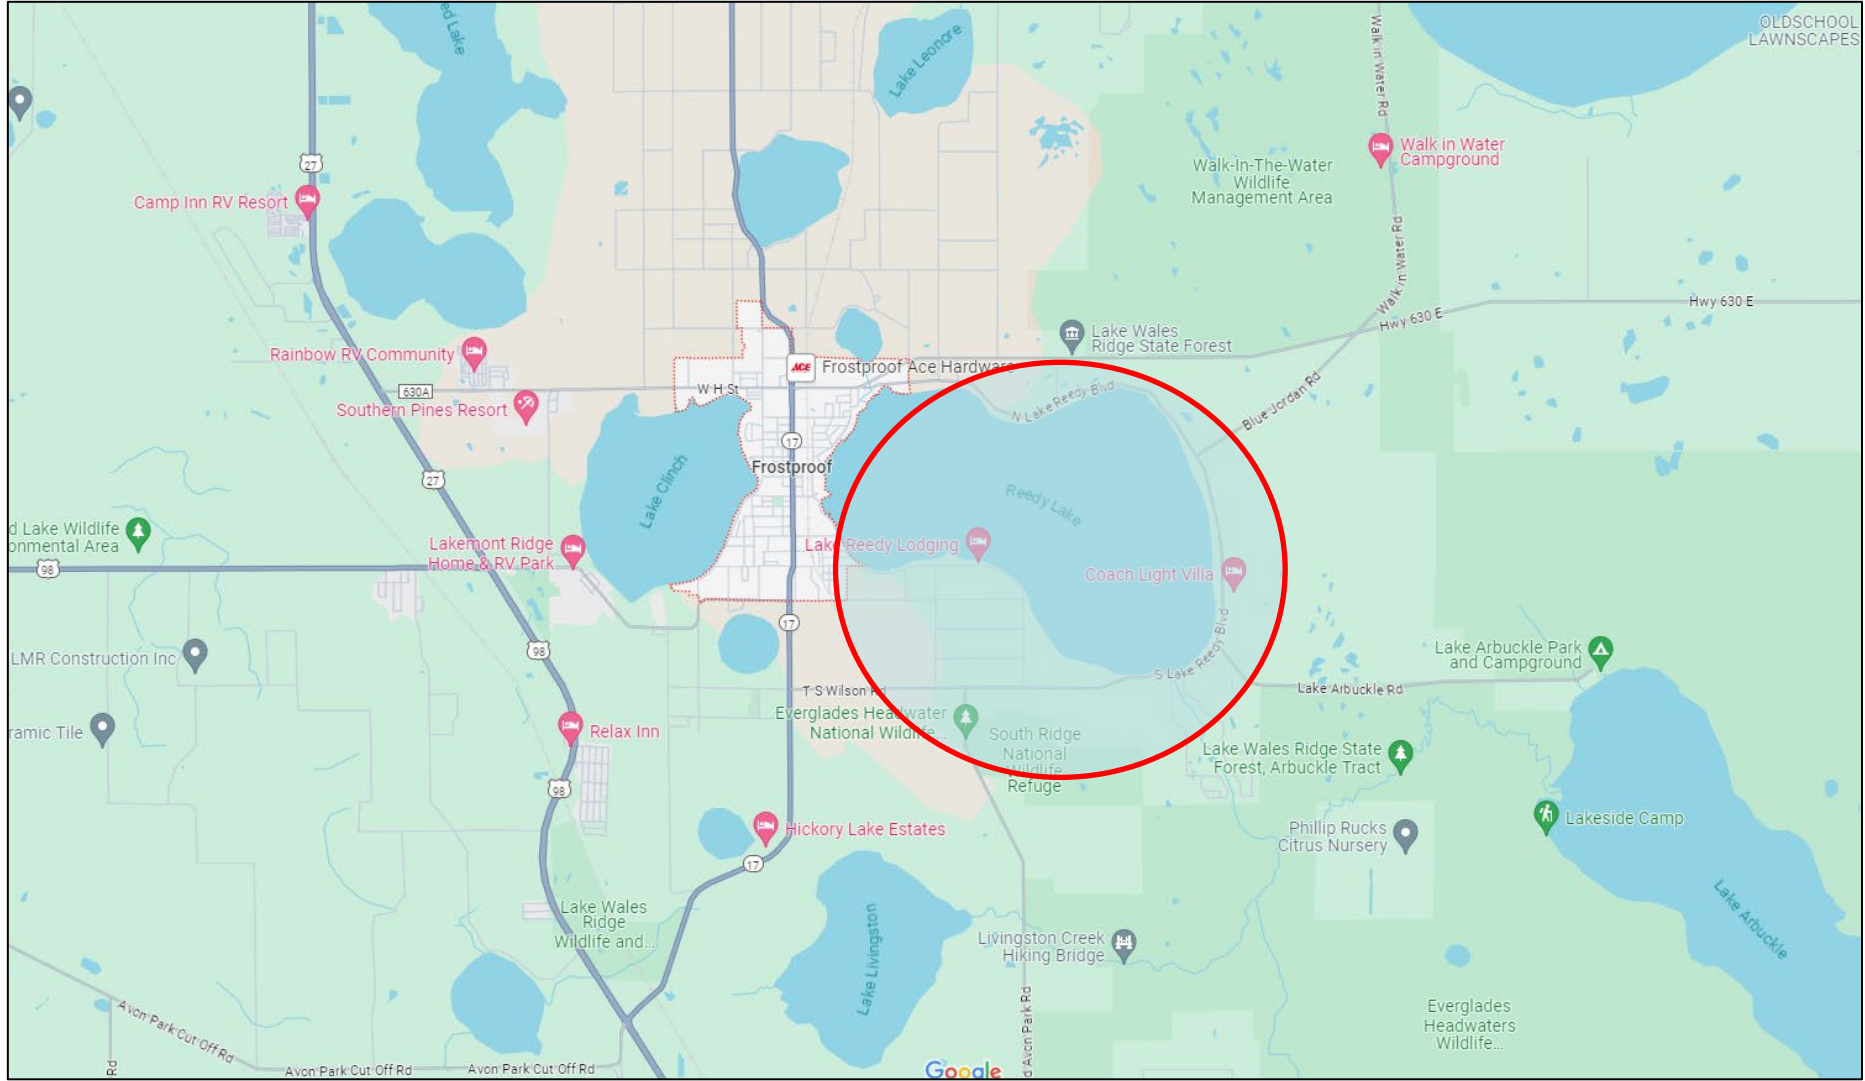 OLDSCHOOL
LAWNSCAPES
ed Lake
Lake Leonore
Walk in Water Rd
27
Walk in Water
Campground
Walk-In-The-Water
Wildlife
Management Area
Camp Inn RV Resort
Walk in Water Rd
Hwy 630 E
Hwy 630 E
Lake Wales
Ridge State Forest
Rainbow RV Community
ACE
Frostproof Ace Hardware
630A
W H St
N Lake Reedy Blvd
Blue Jordan Rd
Southern Pines Resort
17
Frostproof
27
Lake Clinch
Reedy Lake
d Lake Wildlife
onmental Area
98
Lakemont Ridge
Home & RV Park
Lake Reedy Lodging
Coach Light Villa
17
98
LMR Construction Inc
S Lake Reedy Blvd
Lake Arbuckle Park
and Campground
T S Wilson Rd
Lake Arbuckle Rd
Everglades Headwater
National Wildlife...
ramic Tile
Relax Inn
South Ridge
National
Wildlife
Refuge
Lake Wales Ridge State
Forest, Arbuckle Tract
98
Hickory Lake Estates
Phillip Rucks
Citrus Nursery
Lakeside Camp
17
Lake Wales
Ridge
Wildlife and...
Lake Livingston
Livingston Creek
Hiking Bridge
Lake Arbuckle
Everglades
Headwaters
Wildlife...
Avon Park Cut Off Rd
Rd
Avon Park Cut Off Rd
Avon Park Cut Off Rd
Google
d Avon Park Rd